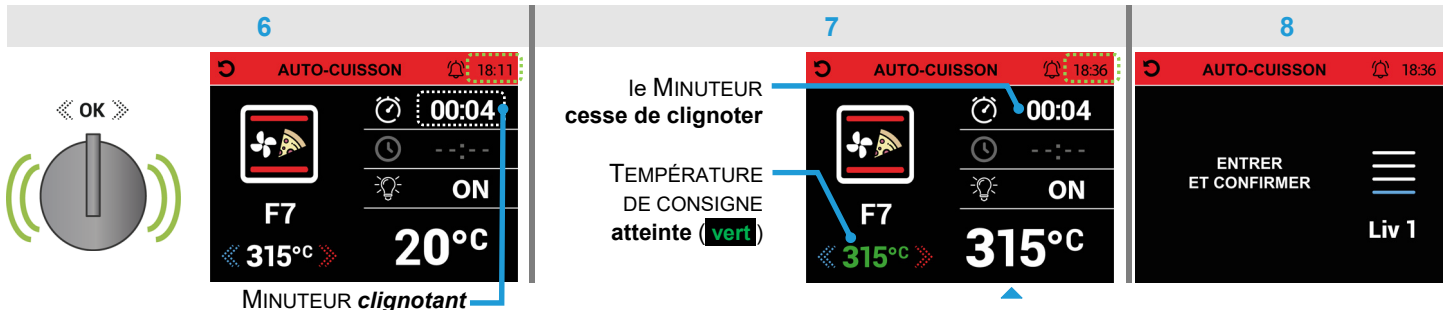 6
7
8
« OK »
AUTO-CUISSON
18:11
00:04
--:--
ON
F7
« 315°C »
20°C
MINUTEUR clignotant
le MINUTEUR
cesse de clignoter
TEMPÉRATURE
DE CONSIGNE
atteinte ( vert )
AUTO-CUISSON
18:36
00:04
--:--
ON
F7
« 315°C »
315°C
AUTO-CUISSON
18:36
ENTRER
ET CONFIRMER
Liv 1